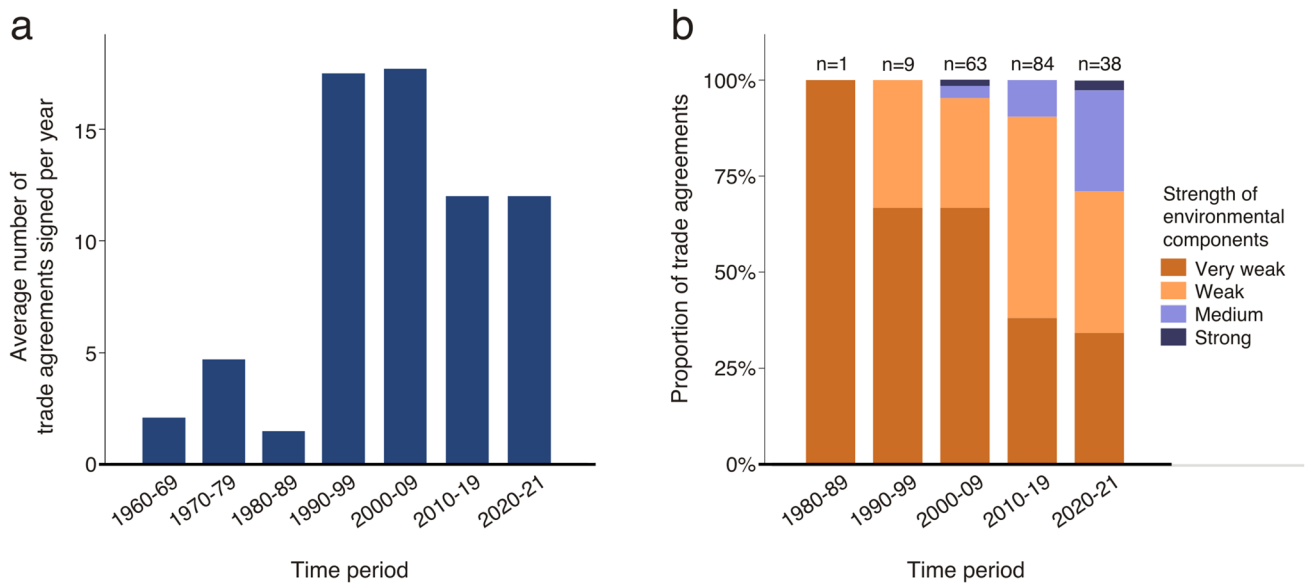 a
Average number of
trade agreements signed per year
15
10
5
0
1960-69
1970-79
1980-89
1990-99
2000-09
2010-19
2020-21
Time period
b
Proportion of trade agreements
n=1
n=9
n=63
n=84
n=38
100%
75%
50%
25%
0%
1980-89
1990-99
2000-09
2010-19
2020-21
Time period
Strength of
environmental
components
Very weak
Weak
Medium
Strong